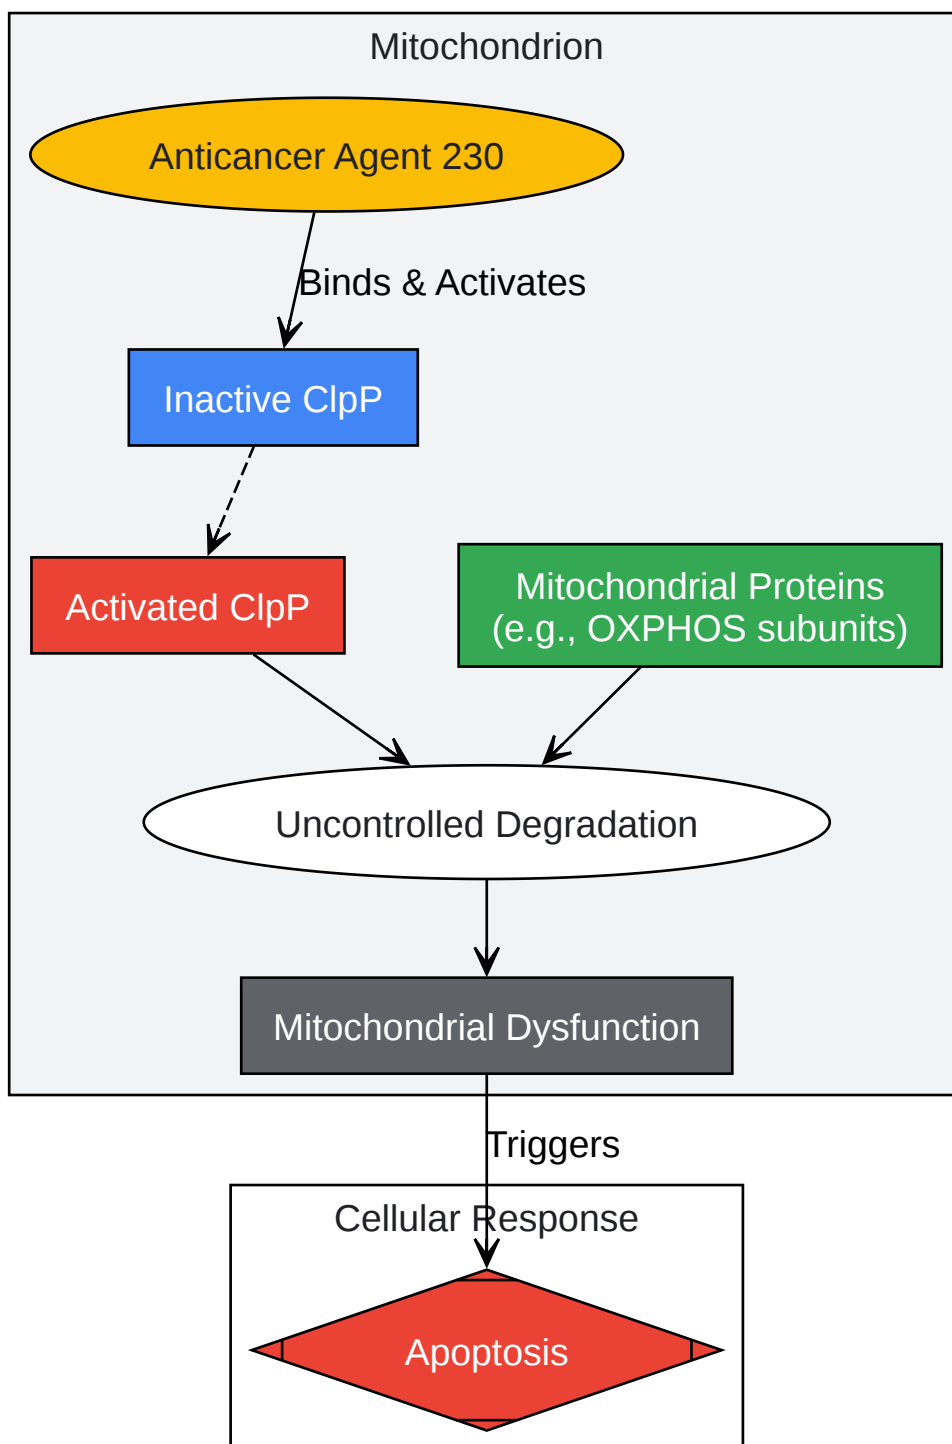 Mitochondrion
Anticancer Agent 230
Binds & Activates
Inactive ClpP
Activated ClpP
Mitochondrial Proteins
(e.g., OXPHOS subunits)
Uncontrolled Degradation
Mitochondrial Dysfunction
Triggers
Cellular Response
Apoptosis